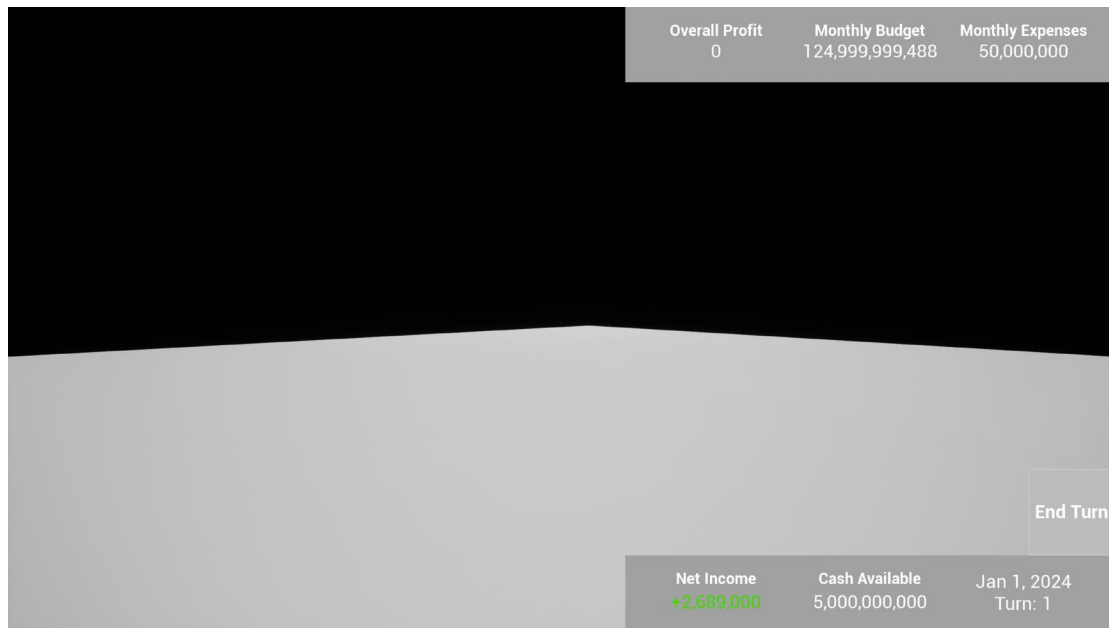 Overall Profit Monthly Budget Monthly Expenses
0 124,999,999,488 50,000,000
End Turn
Net Income Cash Available Jan 1, 2024
+2,689,000 5,000,000,000 Turn: 1